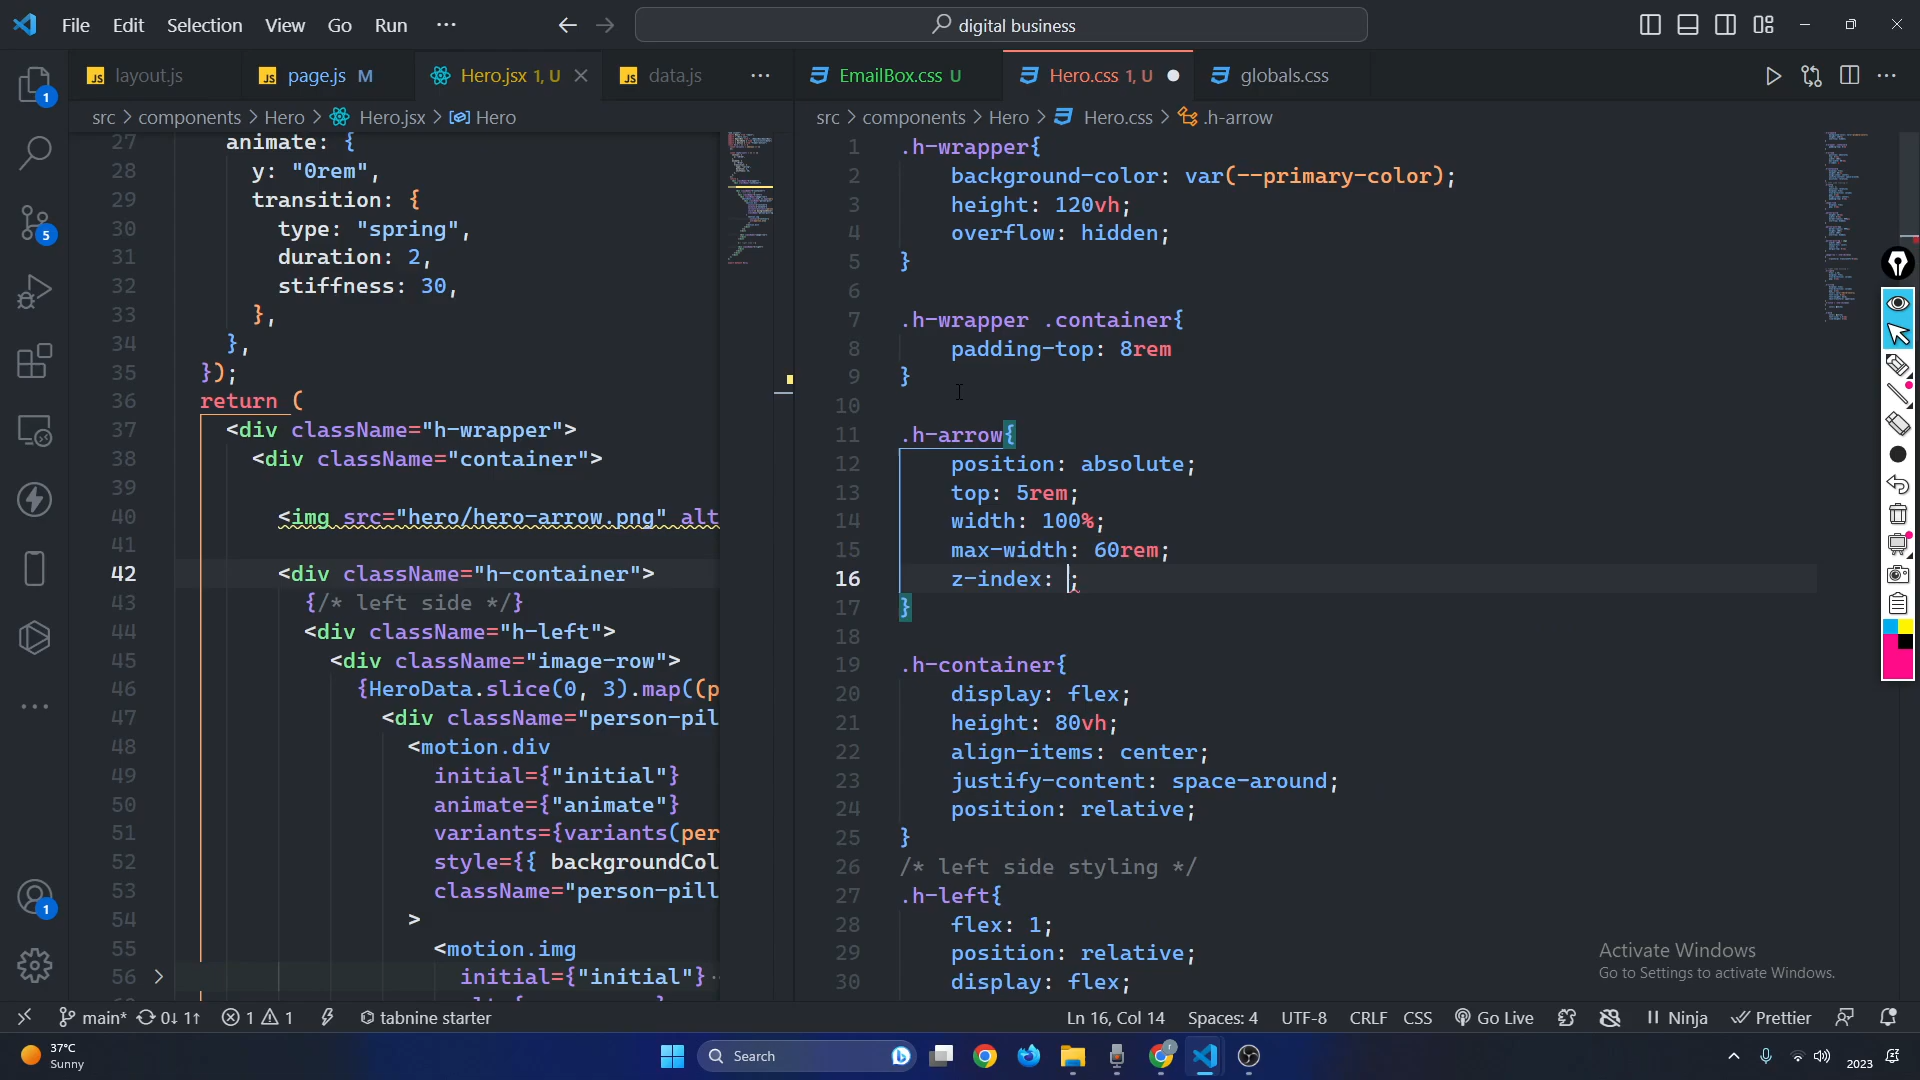 File Edit Selection View Go Run ··· digital business
layout.js page.js M Hero.jsx 1, U data.js ··· EmailBox.css U Hero.css 1, U globals.css
src > components > Hero > Hero.jsx > Hero
src > components > Hero > Hero.css > .h-arrow
27 animate: {
28 y: "0rem",
29 transition: {
30 type: "spring",
31 duration: 2,
32 stiffness: 30,
33 },
34 },
35 });
36 return (
37 <div className="h-wrapper">
38 <div className="container">
39
40 <img src="hero/hero-arrow.png" alt
41
42 <div className="h-container">
43 {/* left side */}
44 <div className="h-left">
45 <div className="image-row">
46 {HeroData.slice(0, 3).map((p
47 <div className="person-pil
48 <motion.div
49 initial={"initial"}
50 animate={"animate"}
51 variants={variants(per
52 style={{ backgroundCol
53 className="person-pill
54 >
55 <motion.img
56 initial={"initial"}
1 .h-wrapper{
2 background-color: var(--primary-color);
3 height: 120vh;
4 overflow: hidden;
5 }
6
7 .h-wrapper .container{
8 padding-top: 8rem
9 }
10
11 .h-arrow{
12 position: absolute;
13 top: 5rem;
14 width: 100%;
15 max-width: 60rem;
16 z-index: ;
17 }
18
19 .h-container{
20 display: flex;
21 height: 80vh;
22 align-items: center;
23 justify-content: space-around;
24 position: relative;
25 }
26 /* left side styling */
27 .h-left{
28 flex: 1;
29 position: relative;
30 display: flex;
1
5
1
Activate Windows
Go to Settings to activate Windows.
main* 0↓ 1↑ 1 1 tabnine starter Ln 16, Col 14 Spaces: 4 UTF-8 CRLF CSS Go Live Ninja Prettier
37°C
Sunny
Search
2023